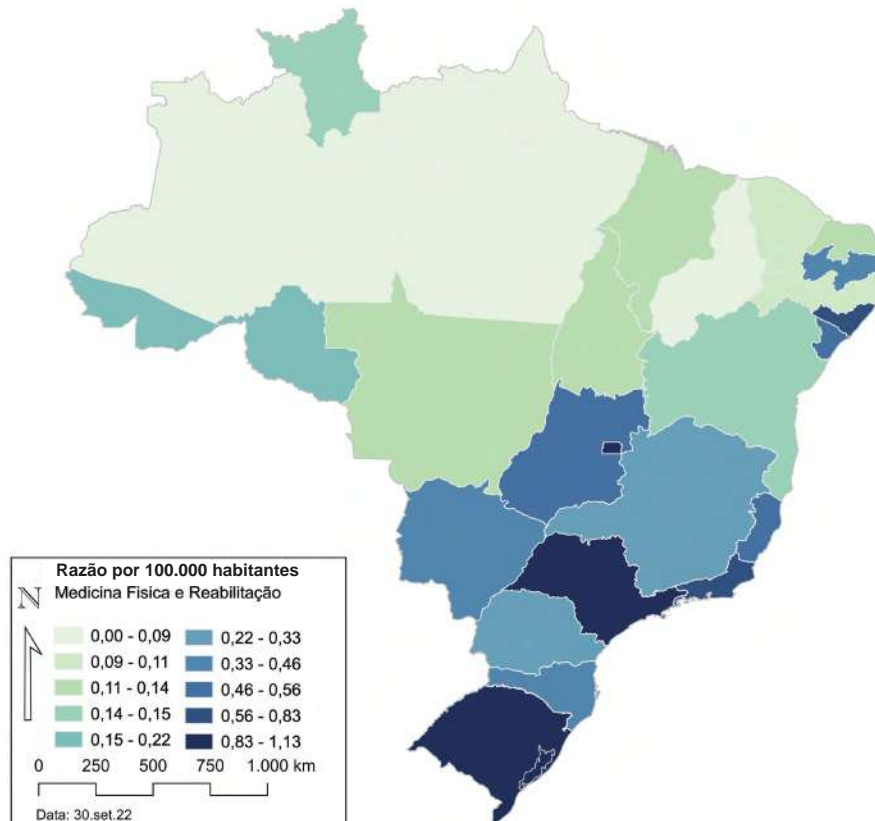 Razão por 100.000 habitantes
N Medicina Fisica e Reabilitação
0,00 - 0,09 0,22 - 0,33
0,09 - 0,11 0,33 - 0,46
0,11 - 0,14 0,46 - 0,56
0,14 - 0,15 0,56 - 0,83
0,15 - 0,22 0,83 - 1,13
0 250 500 750 1.000 km
Data: 30.set.22